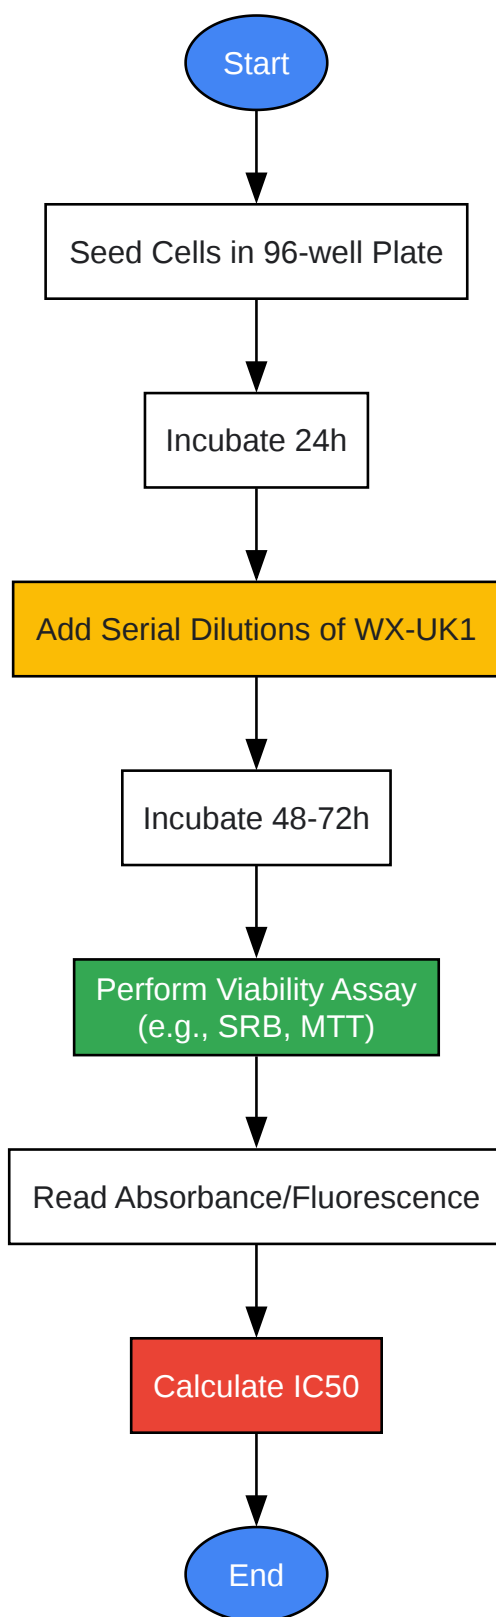 Start
Seed Cells in 96-well Plate
Incubate 24h
Add Serial Dilutions of WX-UK1
Incubate 48-72h
Perform Viability Assay
(e.g., SRB, MTT)
Read Absorbance/Fluorescence
Calculate IC50
End